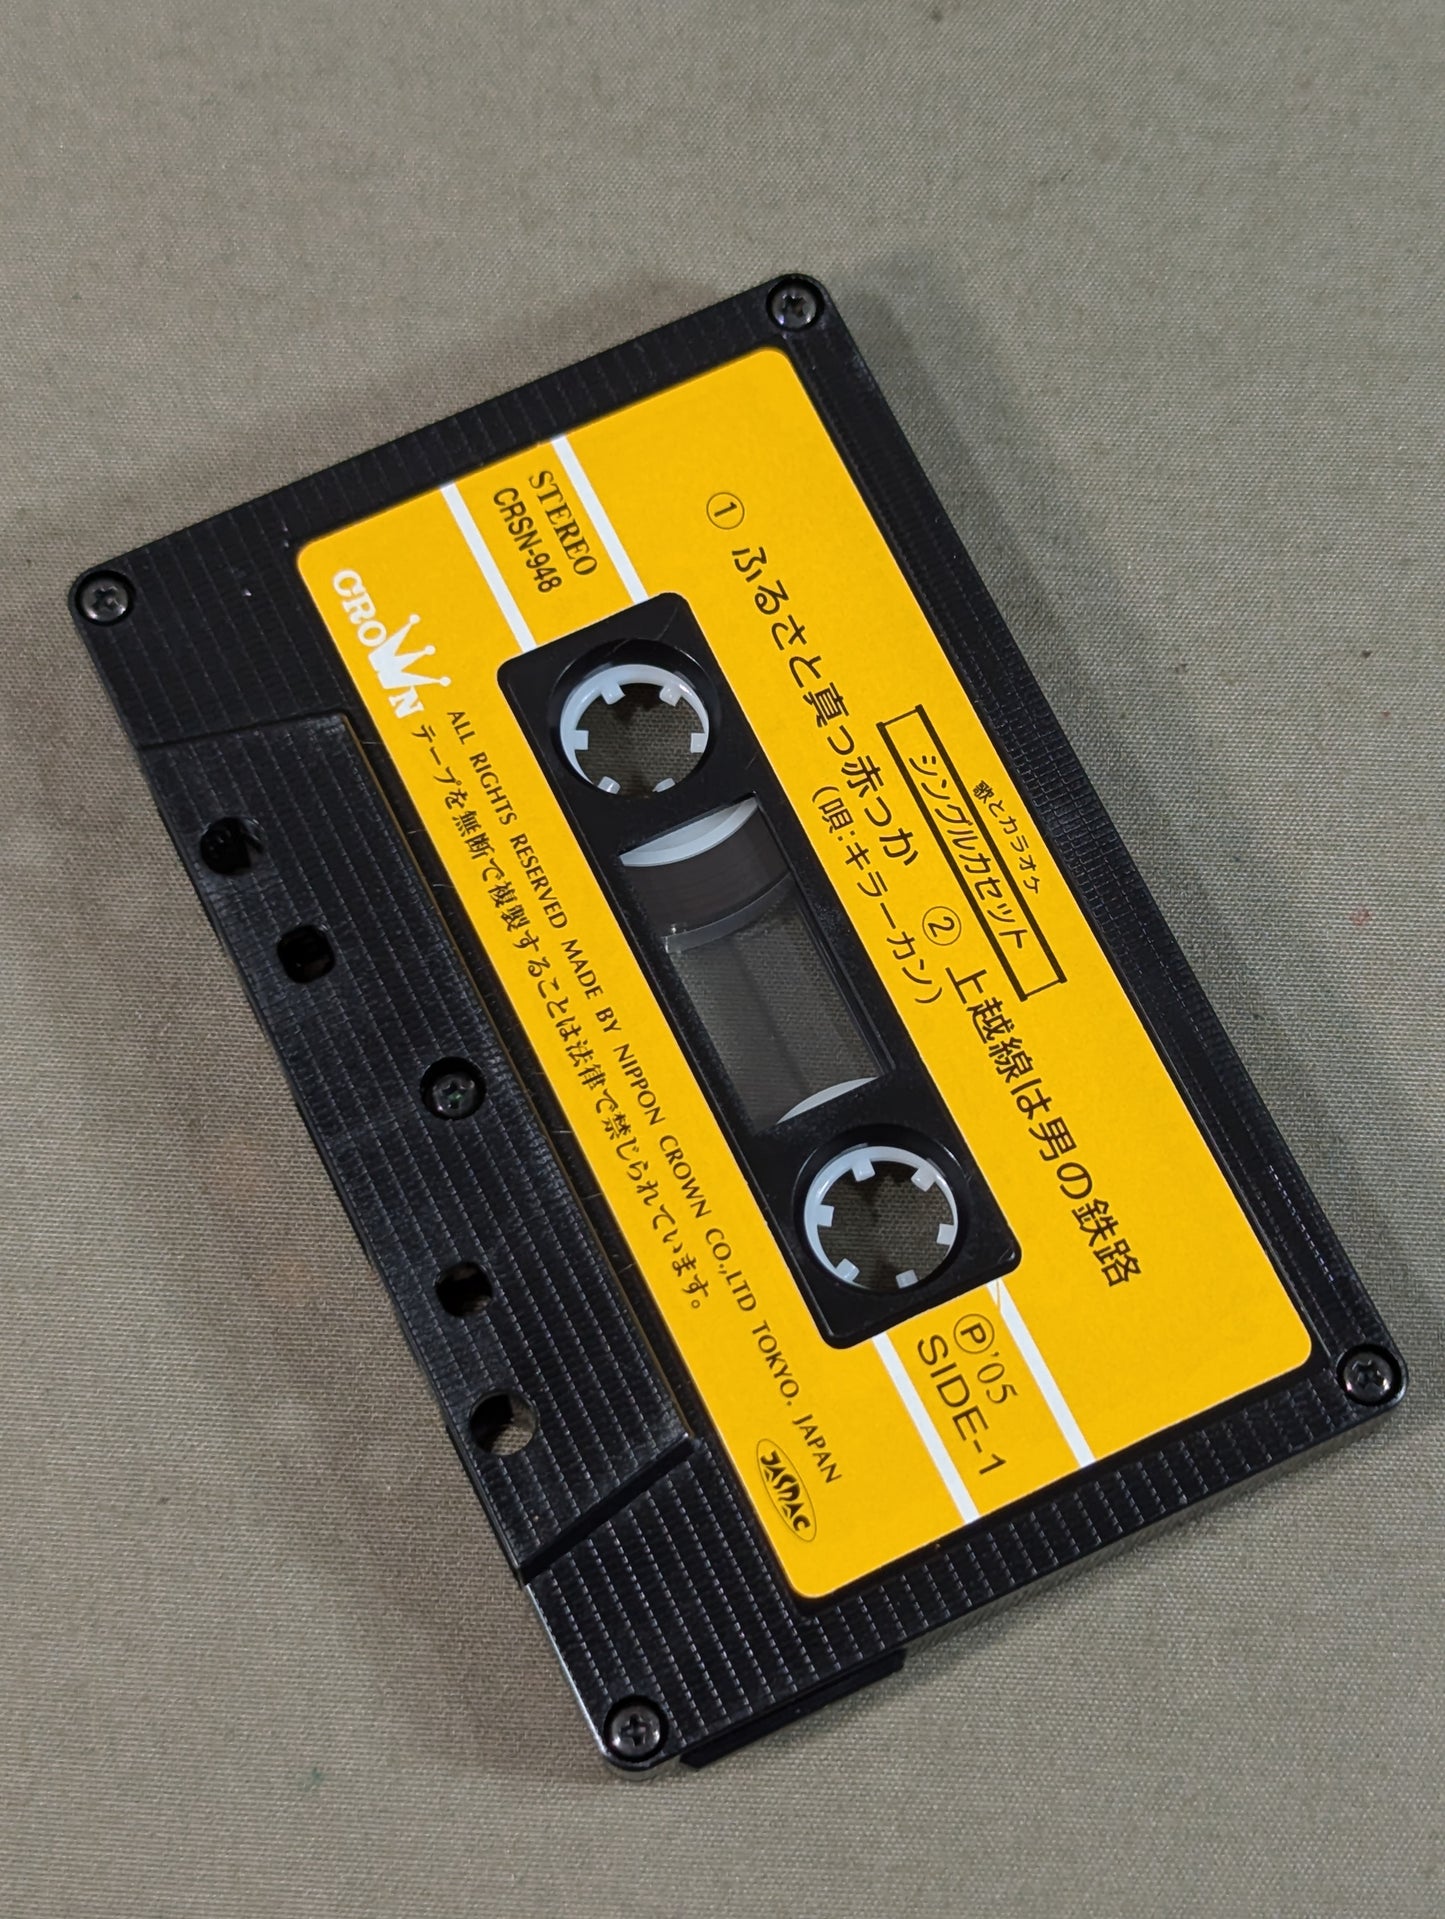 歌とカラオケ
シングルカセット
① ふるさと真っ赤っか ② 上越線は男の鉄路
(唄:キラーカン)
STEREO
CRSN-948
Ⓟ'05
SIDE-1
CROWN
ALL RIGHTS RESERVED MADE BY NIPPON CROWN CO.,LTD TOKYO. JAPAN
テープを無断で複製することは法律で禁じられています。
JASRAC